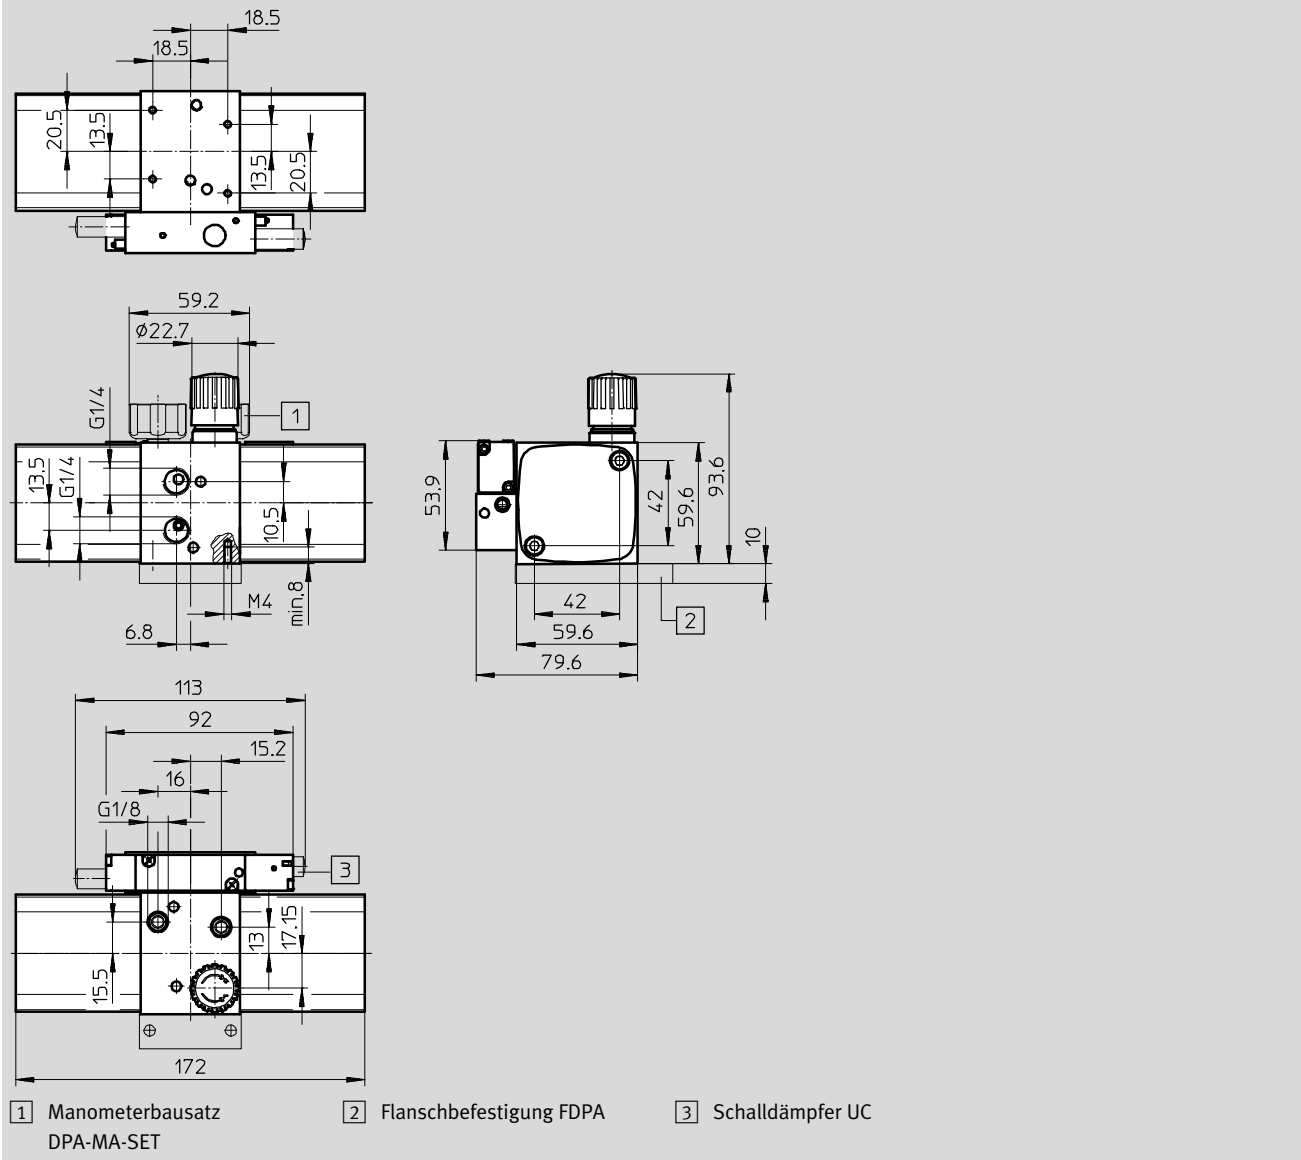 18.5
18.5
20.5
13.5
13.5
20.5
59.2
Ø22.7
G1/4
1
13.5
G1/4
10.5
min.8
M4
6.8
53.9
42
59.6
93.6
10
42
2
59.6
79.6
113
92
15.2
16
G1/8
3
17.15
13
15.5
172
1 Manometerbausatz
DPA-MA-SET
2 Flanschbefestigung FDPA
3 Schalldämpfer UC